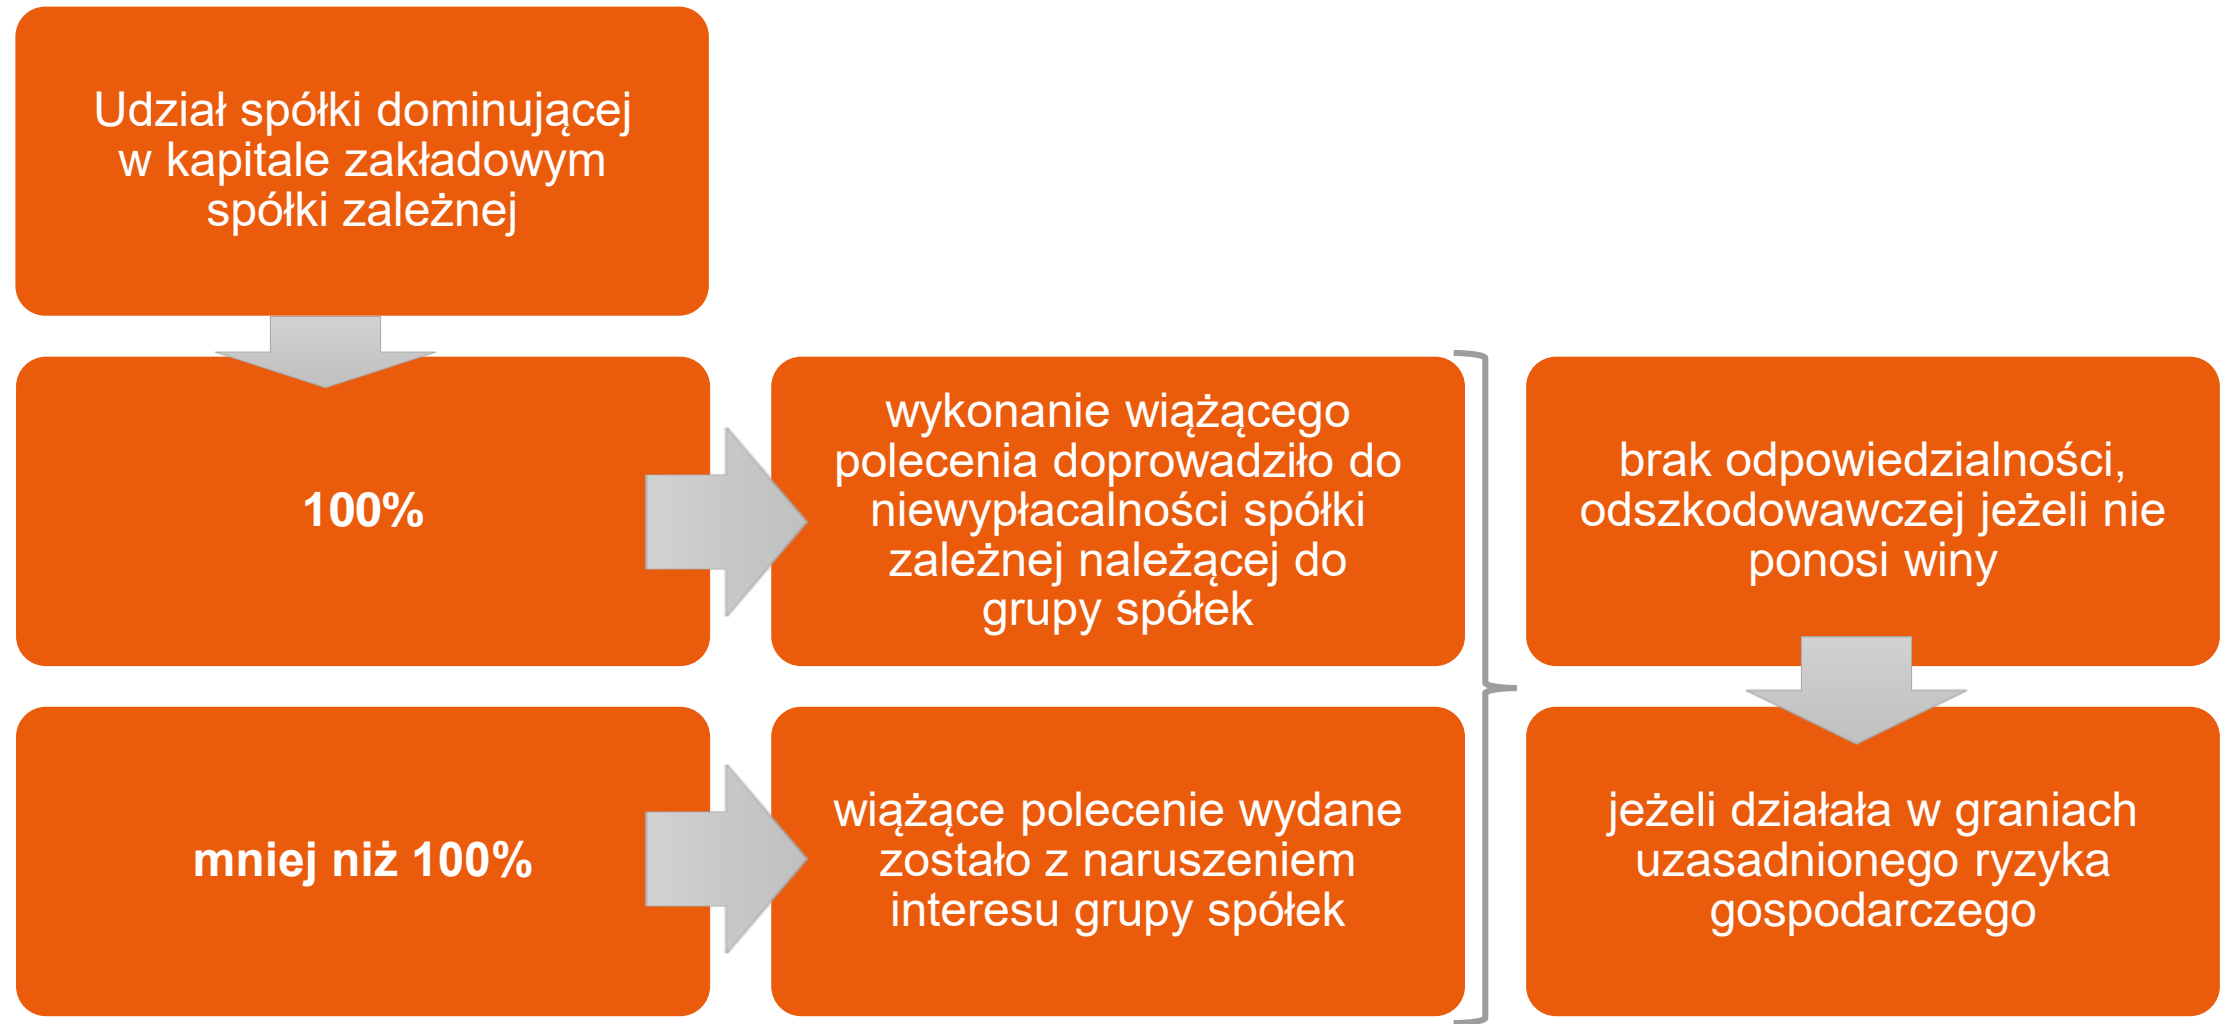 Udział spółki dominującej
w kapitale zakładowym
spółki zależnej
100%
wykonanie wiążącego
polecenia doprowadziło do
niewypłacalności spółki
zależnej należącej do
grupy spółek
brak odpowiedzialności,
odszkodowawczej jeżeli nie
ponosi winy
mniej niż 100%
wiążące polecenie wydane
zostało z naruszeniem
interesu grupy spółek
jeżeli działała w graniach
uzasadnionego ryzyka
gospodarczego